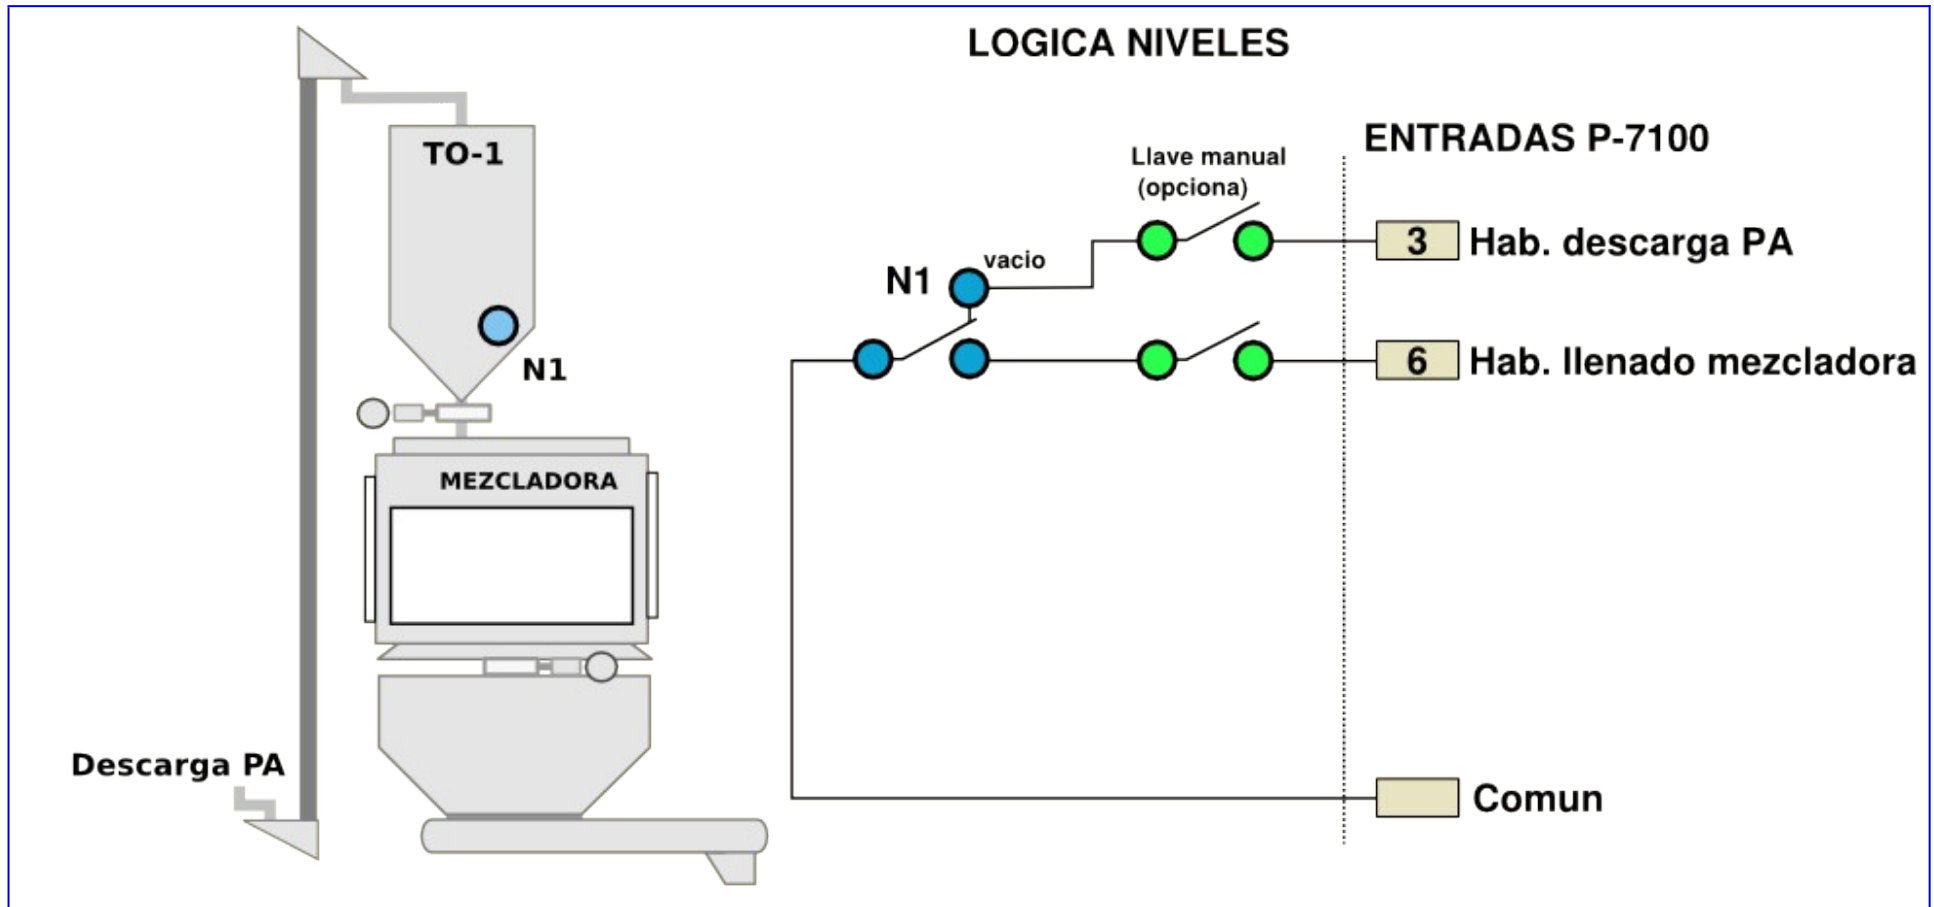 LOGICA NIVELES
ENTRADAS P-7100
TO-1
Llave manual
(opciona)
3 Hab. descarga PA
vacio
N1
N1
6 Hab. llenado mezcladora
MEZCLADORA
Descarga PA
Comun